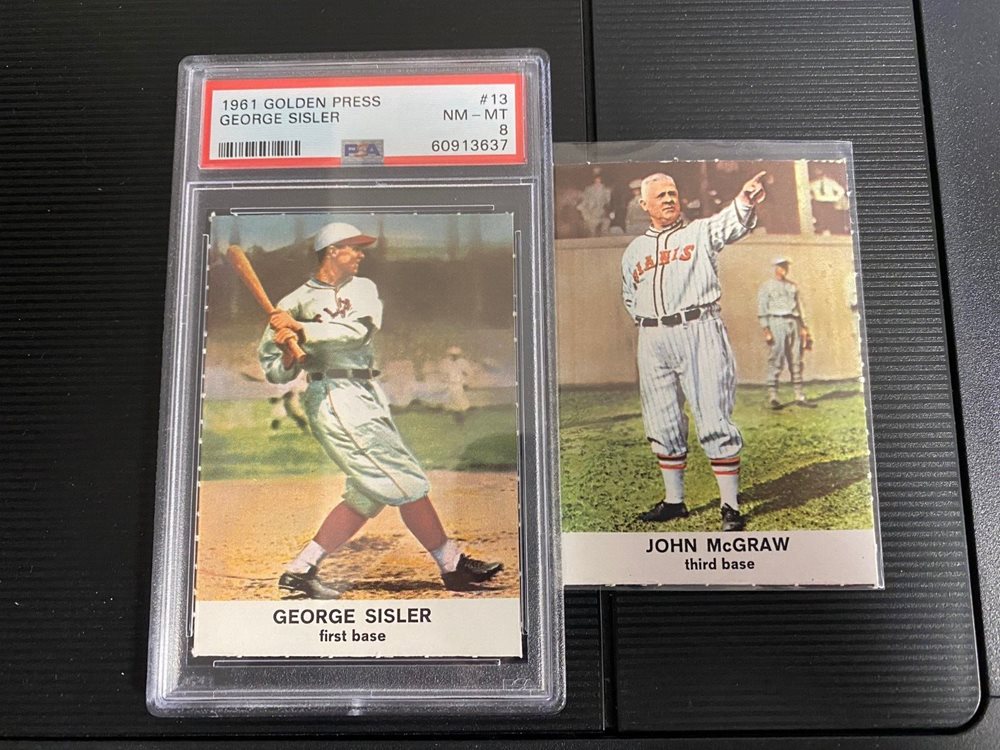 1961 GOLDEN PRESS #13
GEORGE SISLER NM - MT
8
PSA 60913637
GEORGE SISLER
first base
GIANTS
JOHN McGRAW
third base